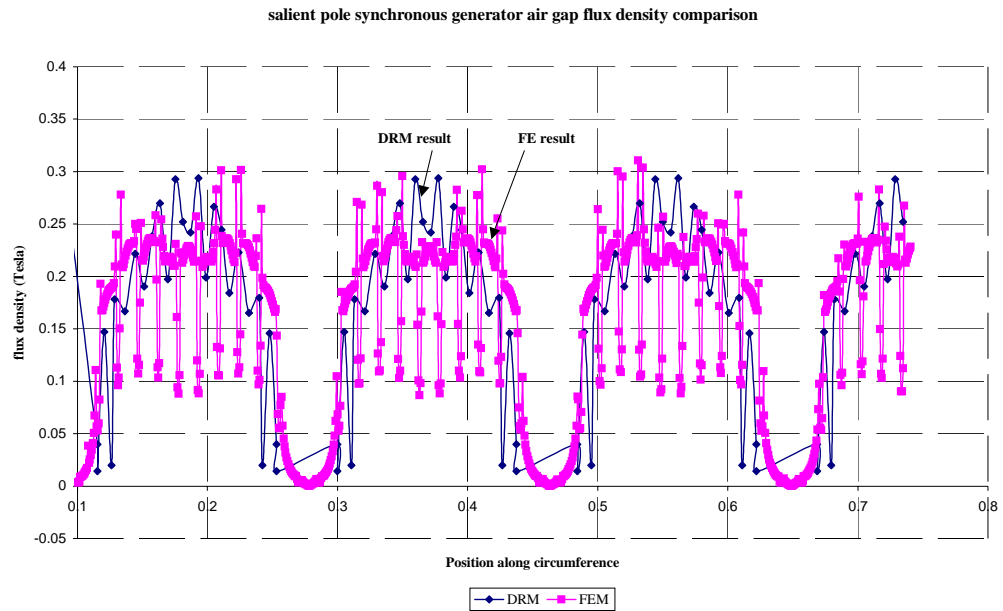 salient pole synchronous generator air gap flux density comparison
0.4
0.35
0.3
0.25
0.2
0.15
0.1
0.05
0
-0.05
flux density (Tesla)
DRM result
FE result
0.1 0.2 0.3 0.4 0.5 0.6 0.7 0.8
Position along circumference
DRM FEM